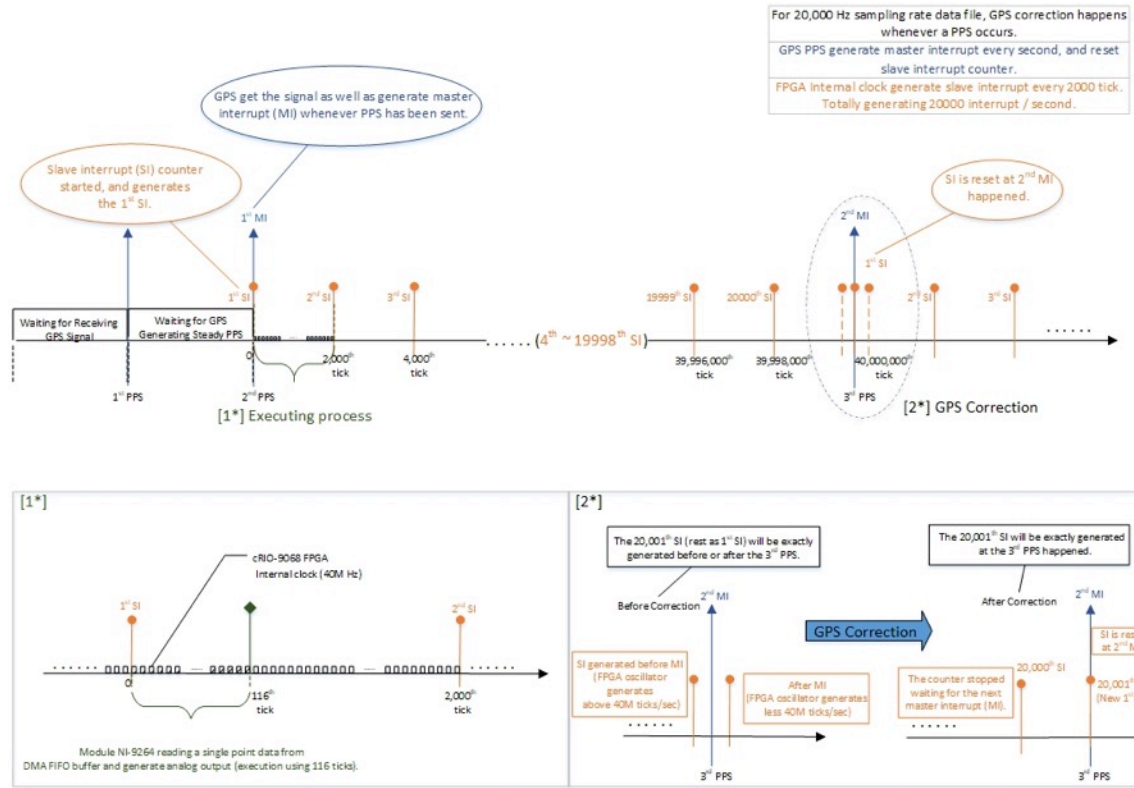 For 20,000 Hz sampling rate data file, GPS correction happens
whenever a PPS occurs.
GPS PPS generate master interrupt every second, and reset
slave interrupt counter.
FPGA Internal clock generate slave interrupt every 2000 tick.
Totally generating 20000 interrupt / second.
GPS get the signal as well as generate master
interrupt (MI) whenever PPS has been sent.
Slave interrupt (SI) counter
started, and generates
the 1st SI.
SI is reset at 2nd MI
happened.
1st MI
2nd MI
1st SI
1st SI
2nd SI
3rd SI
19999th SI
20000th SI
2nd SI
3rd SI
Waiting for Receiving
GPS Signal
Waiting for GPS
Generating Steady PPS
......
(4th ~ 19998th SI)
......
0
2,000th
tick
4,000th
tick
39,996,000th
tick
39,998,000th
tick
40,000,000th
tick
1st PPS
2nd PPS
3rd PPS
[1*] Executing process
[2*] GPS Correction
[1*]
cRIO-9068 FPGA
Internal clock (40M Hz)
1st SI
2nd SI
......
......
0
116th
tick
2,000th
tick
Module NI-9264 reading a single point data from
DMA FIFO buffer and generate analog output (execution using 116 ticks).
[2*]
The 20,001th SI (rest as 1st SI) will be exactly
generated before or after the 3rd PPS.
Before Correction
2nd MI
SI generated before MI
(FPGA oscillator
generates
above 40M ticks/sec)
After MI
(FPGA oscillator generates
less 40M ticks/sec)
......
3rd PPS
GPS Correction
The 20,001th SI will be exactly generated
at the 3rd PPS happened.
After Correction
2nd MI
SI is res
at 2nd M
20,000th SI
The counter stopped
waiting for the next
master interrupt (MI).
20,001th
(New 1st
......
3rd PPS